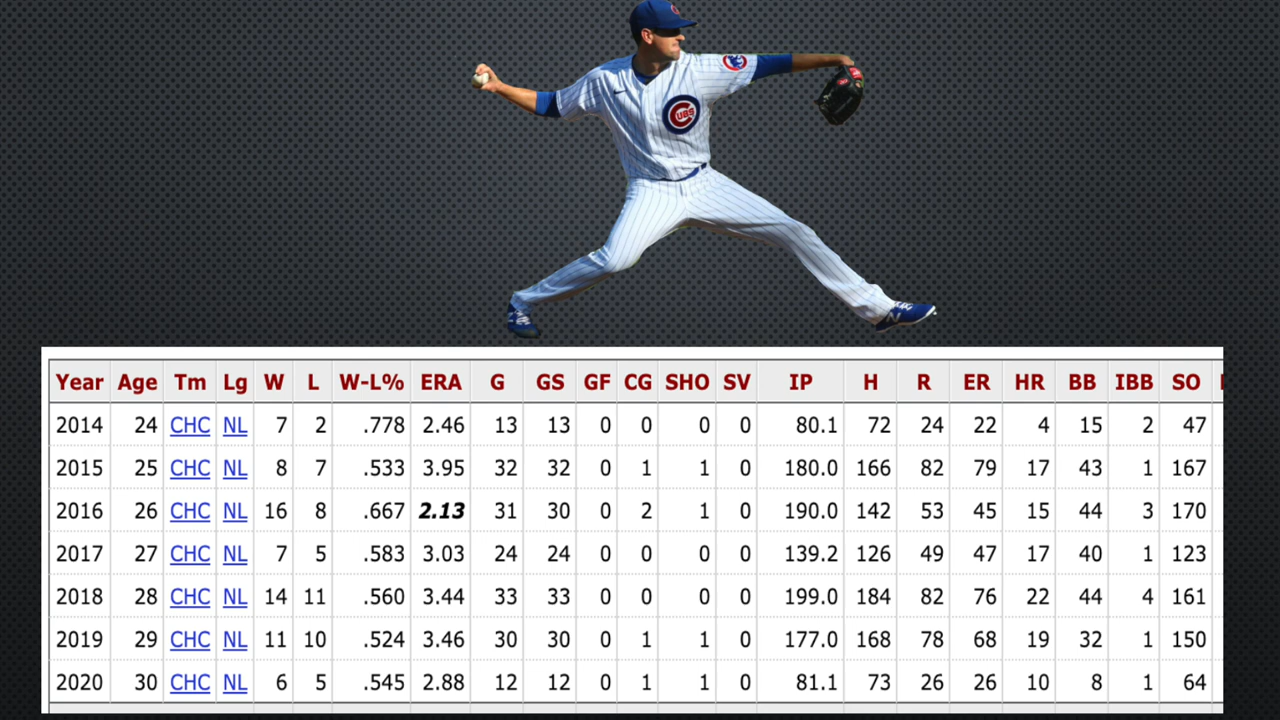 CUBS
Year Age Tm Lg W L W-L% ERA G GS GF CG SHO SV IP H R ER HR BB IBB SO
2014 24 CHC NL 7 2 .778 2.46 13 13 0 0 0 0 80.1 72 24 22 4 15 2 47
2015 25 CHC NL 8 7 .533 3.95 32 32 0 1 1 0 180.0 166 82 79 17 43 1 167
2016 26 CHC NL 16 8 .667 2.13 31 30 0 2 1 0 190.0 142 53 45 15 44 3 170
2017 27 CHC NL 7 5 .583 3.03 24 24 0 0 0 0 139.2 126 49 47 17 40 1 123
2018 28 CHC NL 14 11 .560 3.44 33 33 0 0 0 0 199.0 184 82 76 22 44 4 161
2019 29 CHC NL 11 10 .524 3.46 30 30 0 1 1 0 177.0 168 78 68 19 32 1 150
2020 30 CHC NL 6 5 .545 2.88 12 12 0 1 1 0 81.1 73 26 26 10 8 1 64